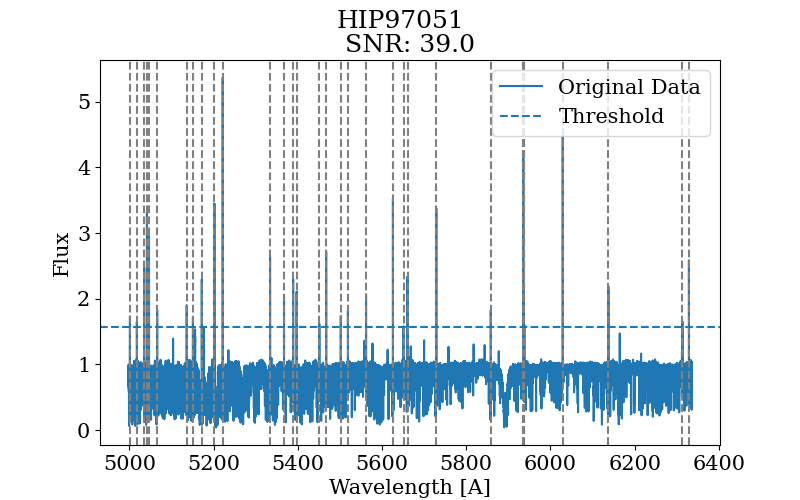 HIP97051
SNR: 39.0
Original Data
Threshold
Flux
5
4
3
2
1
0
5000 5200 5400 5600 5800 6000 6200 6400
Wavelength [A]